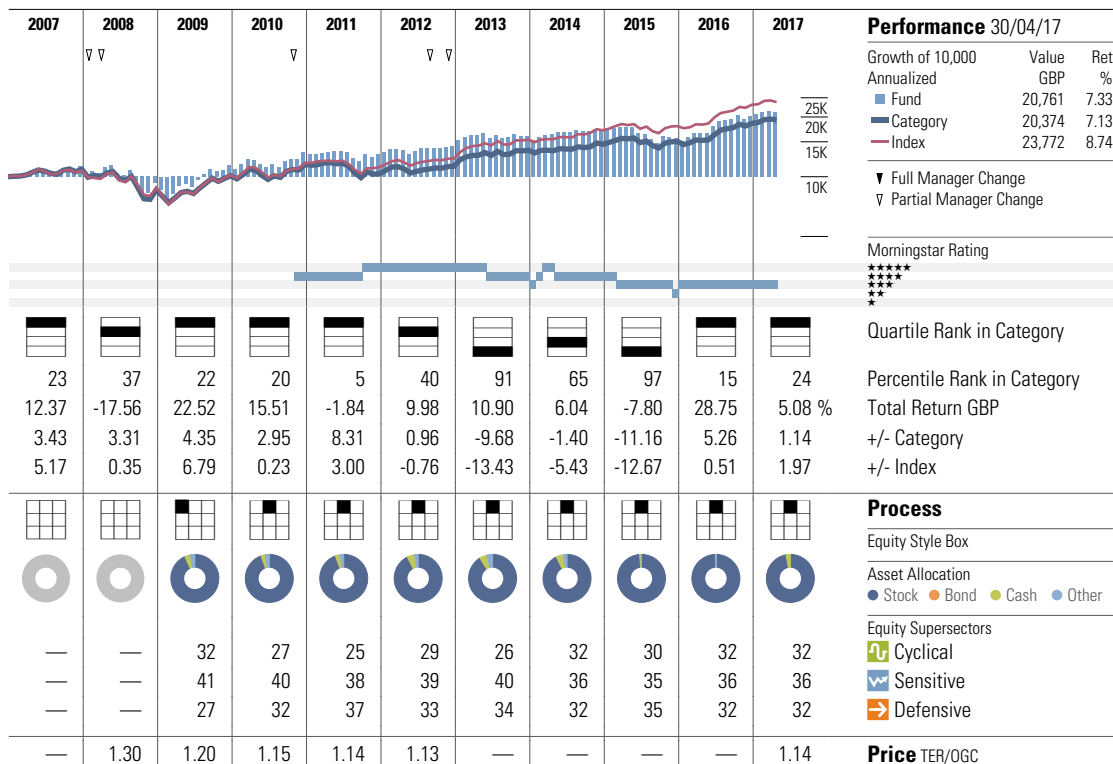 2007 2008 2009 2010 2011 2012 2013 2014 2015 2016 2017 Performance 30/04/17
Growth of 10,000 Value Ret
Annualized GBP %
Fund 20,761 7.33
Category 20,374 7.13
Index 23,772 8.74
25K
20K
15K
10K
Full Manager Change
Partial Manager Change
Morningstar Rating
★★★★★
★★★★
★★★
★★
★
Quartile Rank in Category
23 37 22 20 5 40 91 65 97 15 24 Percentile Rank in Category
12.37 -17.56 22.52 15.51 -1.84 9.98 10.90 6.04 -7.80 28.75 5.08 % Total Return GBP
3.43 3.31 4.35 2.95 8.31 0.96 -9.68 -1.40 -11.16 5.26 1.14 +/- Category
5.17 0.35 6.79 0.23 3.00 -0.76 -13.43 -5.43 -12.67 0.51 1.97 +/- Index
Process
Equity Style Box
Asset Allocation
Stock Bond Cash Other
Equity Supersectors
— — 32 27 25 29 26 32 30 32 32 Cyclical
— — 41 40 38 39 40 36 35 36 36 Sensitive
— — 27 32 37 33 34 32 35 32 32 Defensive
— 1.30 1.20 1.15 1.14 1.13 — — — — 1.14 Price TER/OGC